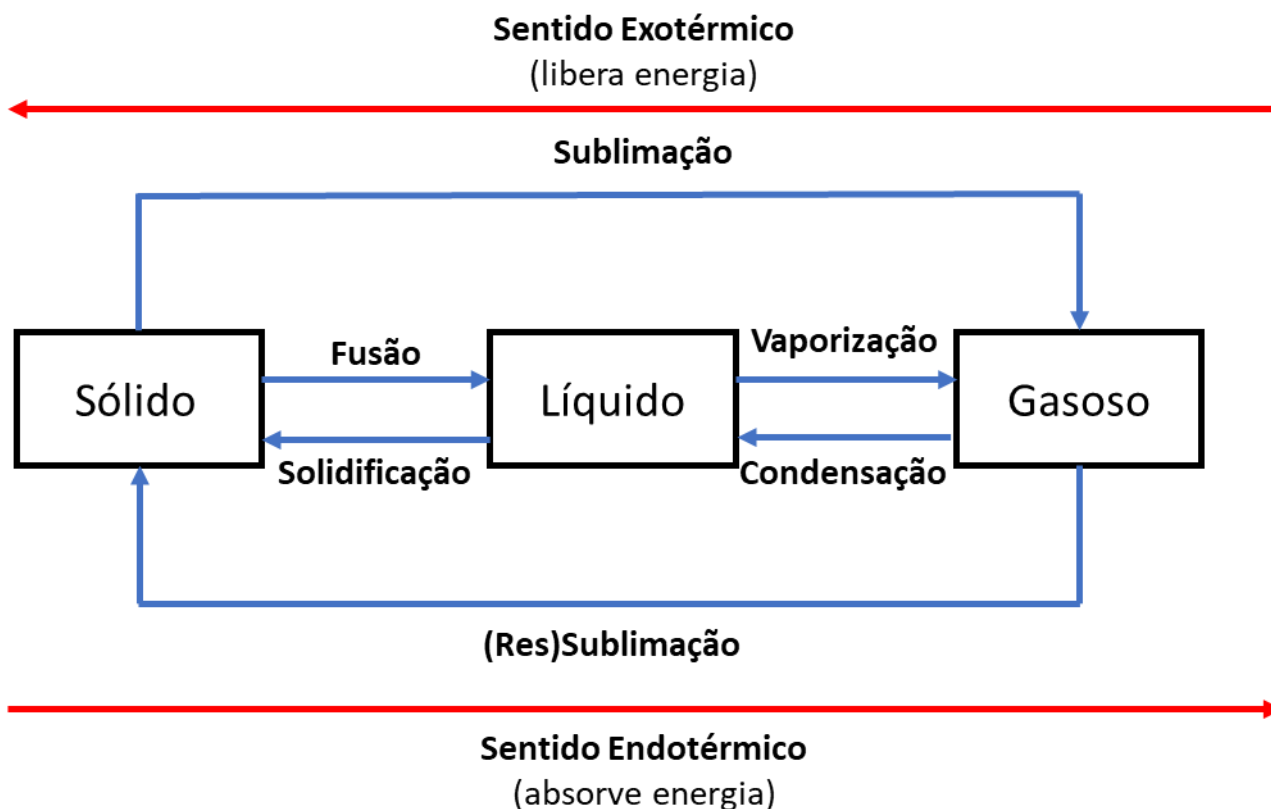 Sentido Exotérmico
(libera energia)
Sublimação
Fusão
Vaporização
Sólido
Líquido
Gasoso
Solidificação
Condensação
(Res)Sublimação
Sentido Endotérmico
(absorve energia)